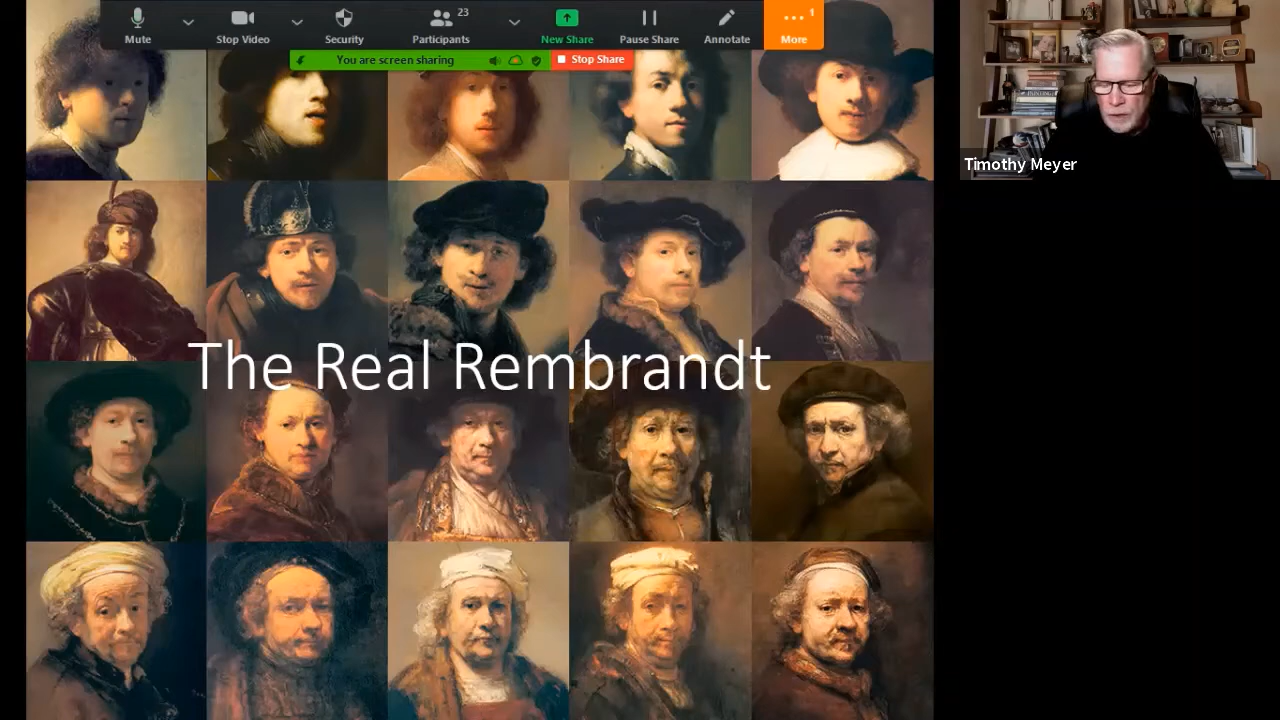 23
1
Mute
Stop Video
Security
Participants
New Share
Pause Share
Annotate
More
You are screen sharing
Stop Share
PAINTING
Timothy Meyer
The Real Rembrandt